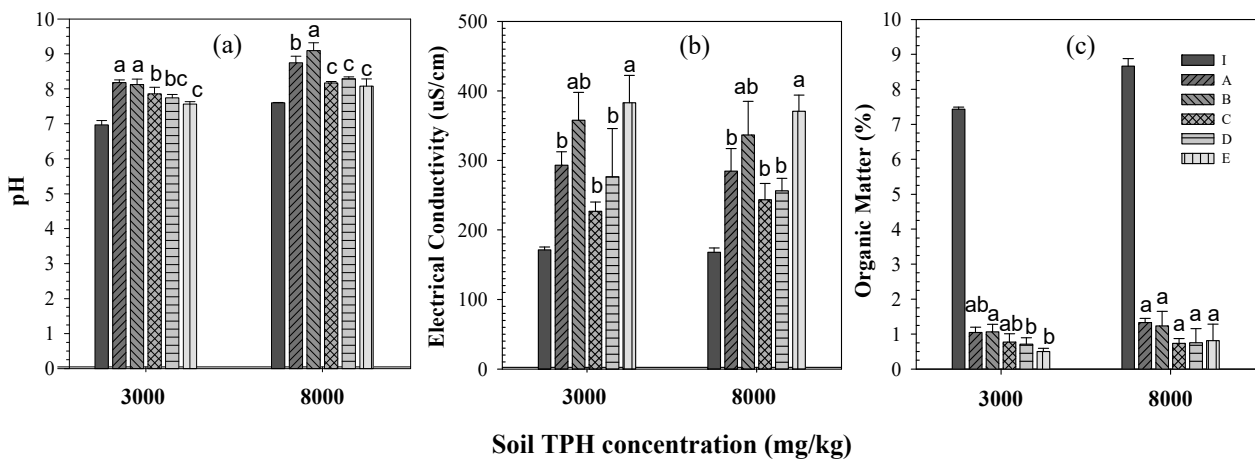 (a)
pH
10
9
8
7
6
5
4
3
2
1
0
a a b bc c
b a c c c
3000 8000
(b)
Electrical Conductivity (uS/cm)
500
400
300
200
100
0
b ab b b a
b ab b b a
3000 8000
(c)
Organic Matter (%)
10
9
8
7
6
5
4
3
2
1
0
I
A
B
C
D
E
ab a ab b b
a a a a a
3000 8000
Soil TPH concentration (mg/kg)